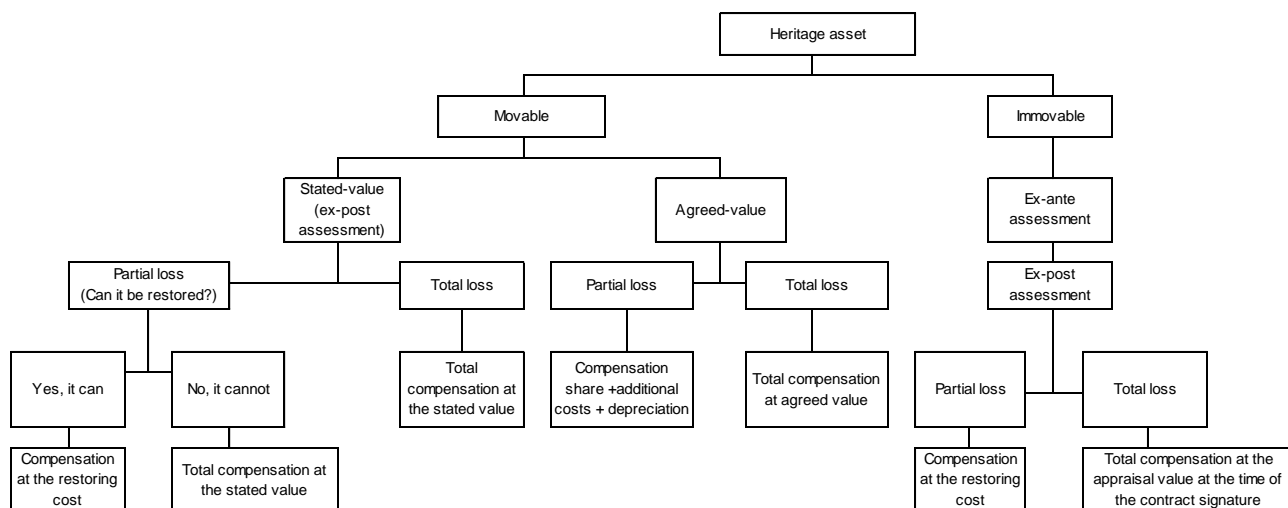 Heritage asset
Movable
Immovable
Stated-value
(ex-post
assessment)
Agreed-value
Ex-ante
assessment
Partial loss
(Can it be restored?)
Total loss
Partial loss
Total loss
Ex-post
assessment
Yes, it can
No, it cannot
Total
compensation at
the stated value
Compensation
share +additional
costs + depreciation
Total compensation
at agreed value
Partial loss
Total loss
Compensation
at the restoring
cost
Total compensation at
the stated value
Compensation
at the restoring
cost
Total compensation at the
appraisal value at the time of
the contract signature